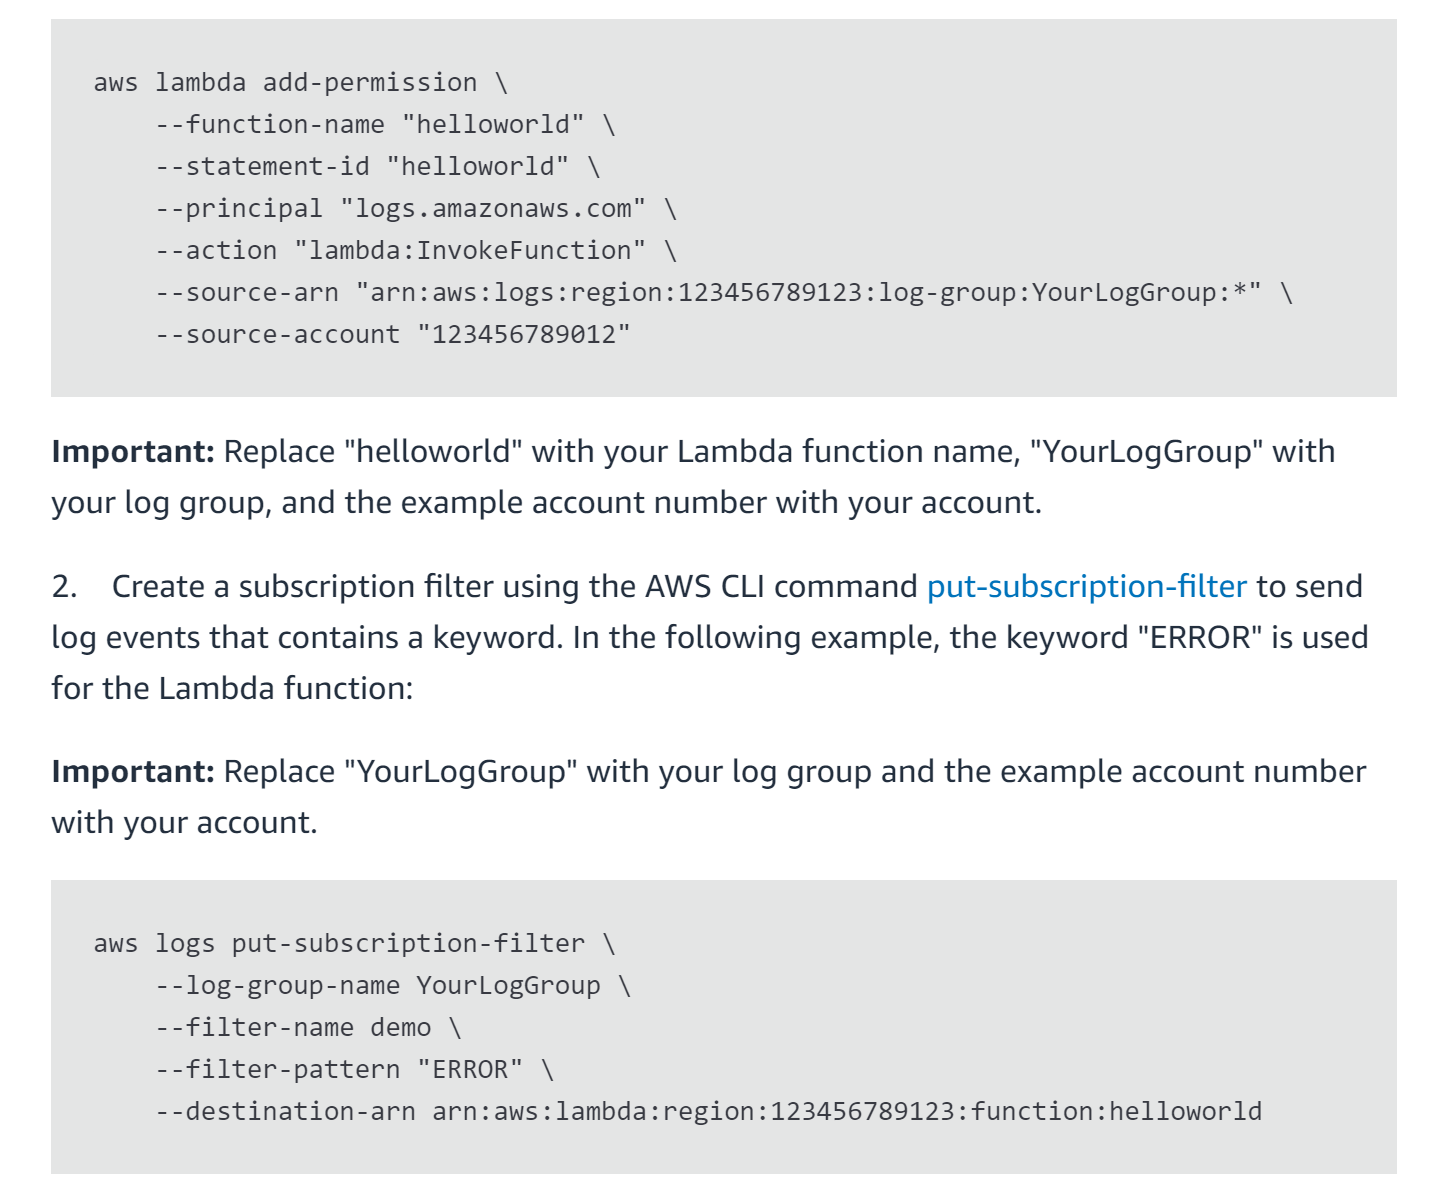 aws lambda add-permission \
    --function-name "helloworld" \
    --statement-id "helloworld" \
    --principal "logs.amazonaws.com" \
    --action "lambda:InvokeFunction" \
    --source-arn "arn:aws:logs:region:123456789123:log-group:YourLogGroup:*" \
    --source-account "123456789012"
Important: Replace "helloworld" with your Lambda function name, "YourLogGroup" with
your log group, and the example account number with your account.
2. Create a subscription filter using the AWS CLI command put-subscription-filter to send
log events that contains a keyword. In the following example, the keyword "ERROR" is used
for the Lambda function:
Important: Replace "YourLogGroup" with your log group and the example account number
with your account.
aws logs put-subscription-filter \
    --log-group-name YourLogGroup \
    --filter-name demo \
    --filter-pattern "ERROR" \
    --destination-arn arn:aws:lambda:region:123456789123:function:helloworld